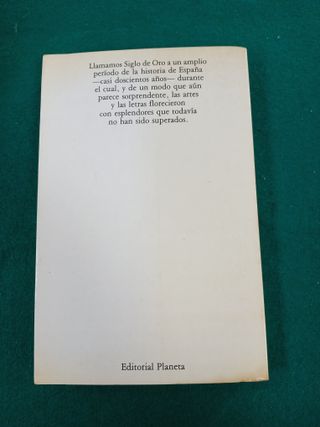 Llamamos Siglo de Oro a un amplio
período de la historia de España
—casi doscientos años— durante
el cual, y de un modo que aún
parece sorprendente, las artes
y las letras florecieron
con esplendores que todavía
no han sido superados.
Editorial Planeta